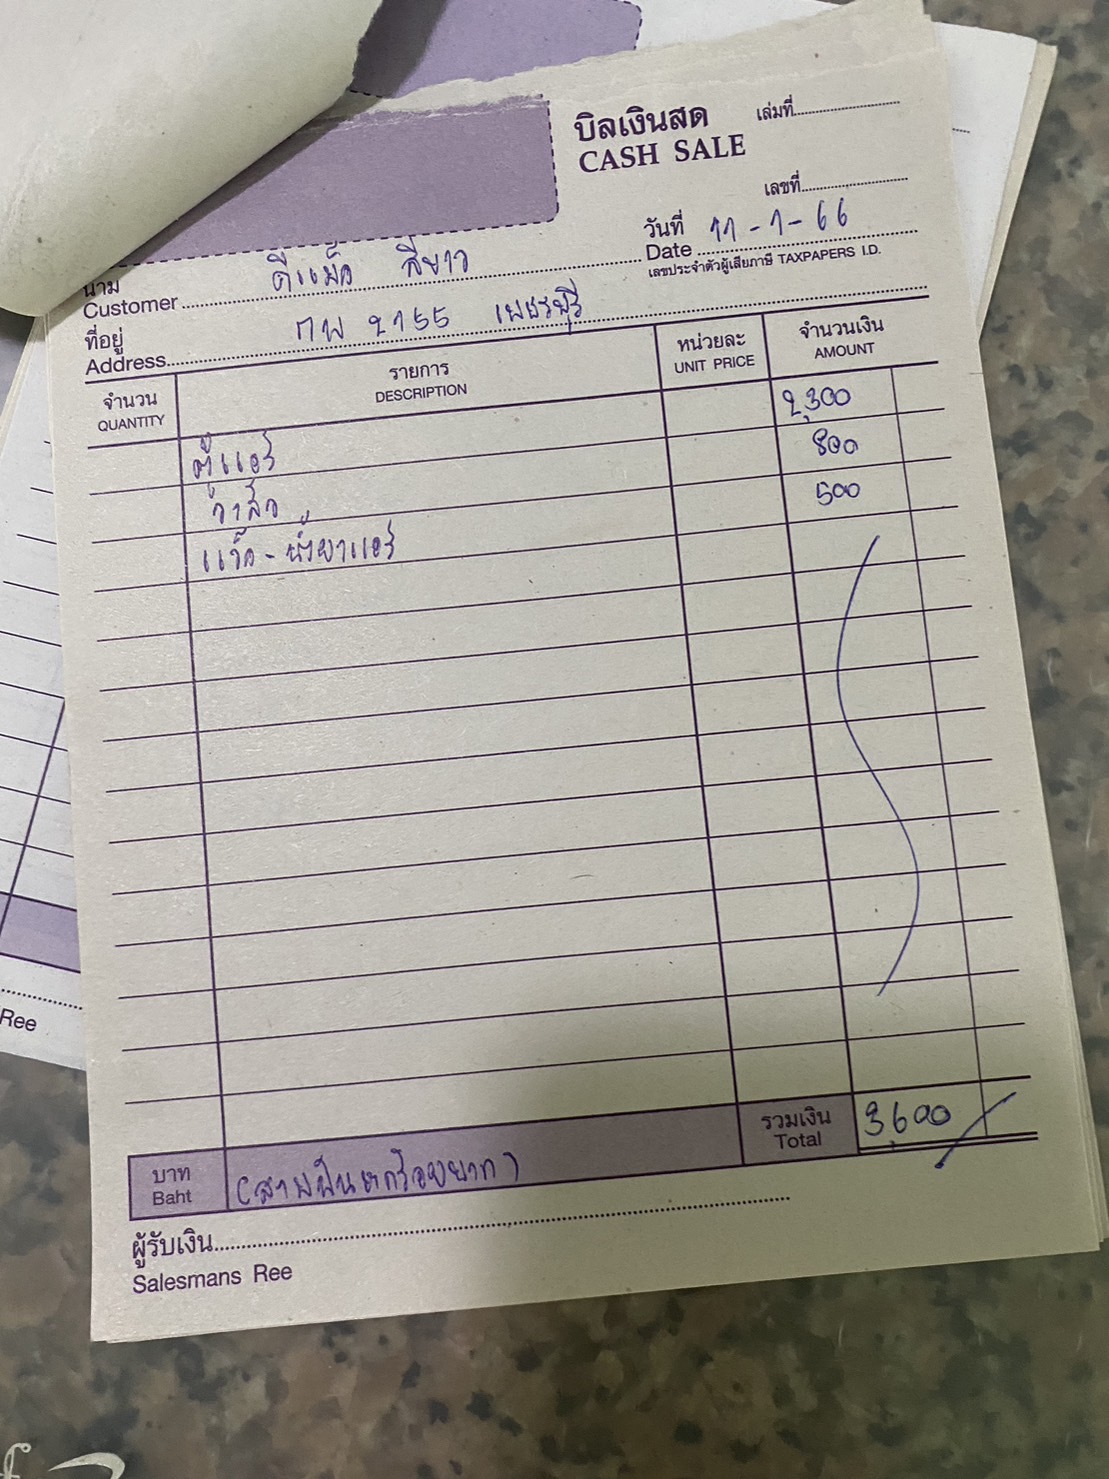 บิลเงินสด เล่มที่
CASH SALE
เลขที่
วันที่ 11-1-66
Date
เลขประจำตัวผู้เสียภาษี TAXPAPERS I.D.
นาม ดีแม็ก สีขาว
Customer
ที่อยู่ กพ 2155 เพชรบุรี
Address
จำนวน รายการ หน่วยละ จำนวนเงิน
QUANTITY DESCRIPTION UNIT PRICE AMOUNT
ตู้แอร์ 2,300
วาล์ว 800
แว๊ก-น้ำยาแอร์ 500
บาท (สามพันหกร้อยบาท) รวมเงิน 3,600
Baht Total
ผู้รับเงิน
Salesmans Ree
Ree